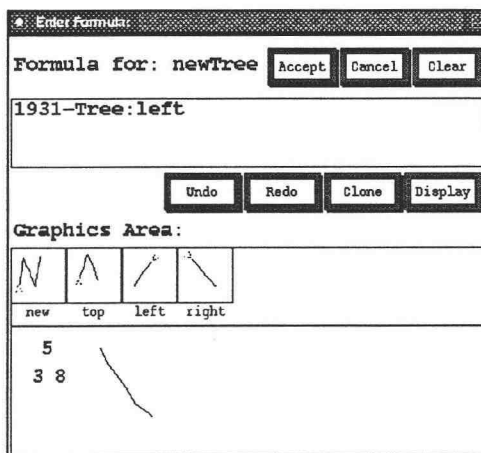 Enter Formula:
Formula for: newTree Accept Cancel Clear
1931-Tree:left
Undo Redo Clone Display
Graphics Area:
new top left right
5
3 8